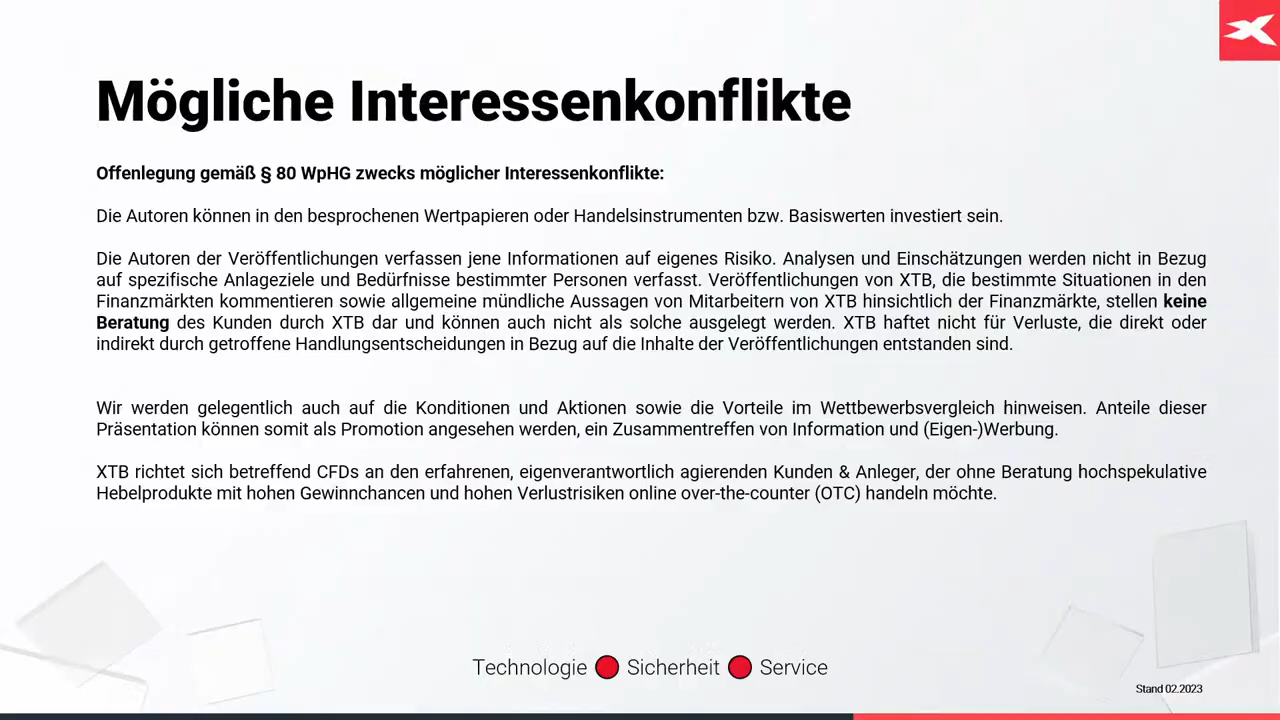 Mögliche Interessenkonflikte
Offenlegung gemäß § 80 WpHG zwecks möglicher Interessenkonflikte:
Die Autoren können in den besprochenen Wertpapieren oder Handelsinstrumenten bzw. Basiswerten investiert sein.
Die Autoren der Veröffentlichungen verfassen jene Informationen auf eigenes Risiko. Analysen und Einschätzungen werden nicht in Bezug
auf spezifische Anlageziele und Bedürfnisse bestimmter Personen verfasst. Veröffentlichungen von XTB, die bestimmte Situationen in den
Finanzmärkten kommentieren sowie allgemeine mündliche Aussagen von Mitarbeitern von XTB hinsichtlich der Finanzmärkte, stellen keine
Beratung des Kunden durch XTB dar und können auch nicht als solche ausgelegt werden. XTB haftet nicht für Verluste, die direkt oder
indirekt durch getroffene Handlungsentscheidungen in Bezug auf die Inhalte der Veröffentlichungen entstanden sind.
Wir werden gelegentlich auch auf die Konditionen und Aktionen sowie die Vorteile im Wettbewerbsvergleich hinweisen. Anteile dieser
Präsentation können somit als Promotion angesehen werden, ein Zusammentreffen von Information und (Eigen-)Werbung.
XTB richtet sich betreffend CFDs an den erfahrenen, eigenverantwortlich agierenden Kunden & Anleger, der ohne Beratung hochspekulative
Hebelprodukte mit hohen Gewinnchancen und hohen Verlustrisiken online over-the-counter (OTC) handeln möchte.
Technologie Sicherheit Service
Stand 02.2023